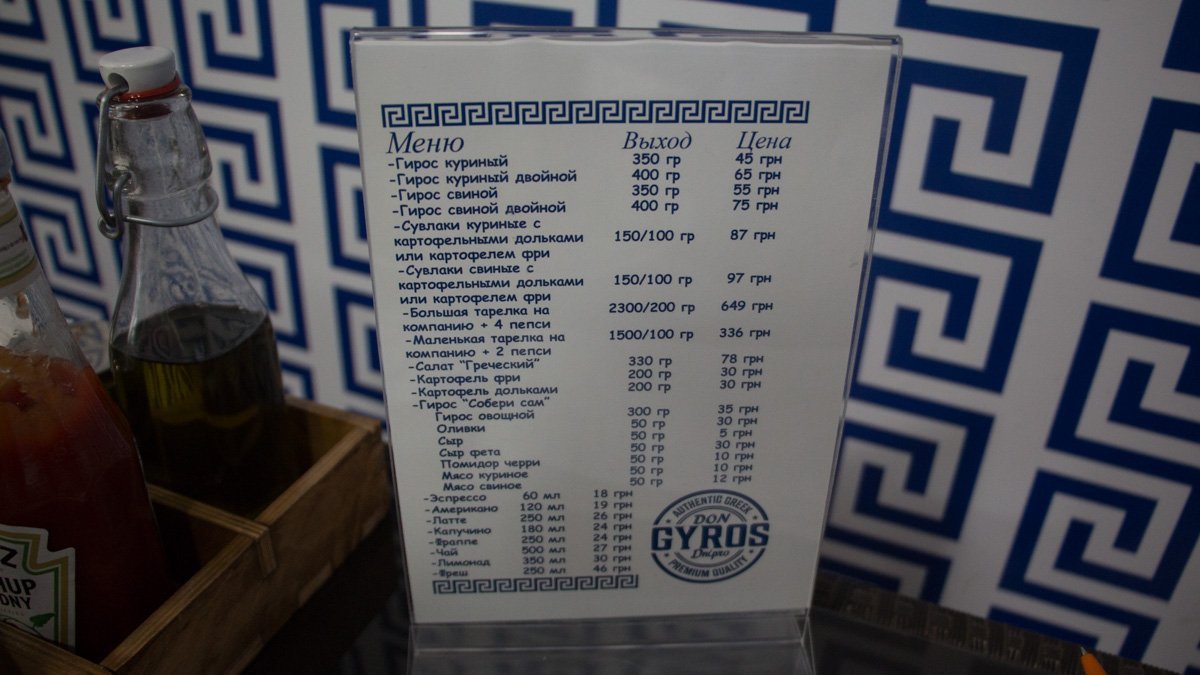 Меню Выход Цена
-Гирос куриный 350 гр 45 грн
-Гирос куриный двойной 400 гр 65 грн
-Гирос свиной 350 гр 55 грн
-Гирос свиной двойной 400 гр 75 грн
-Сувлаки куриные с
картофельными дольками 150/100 гр 87 грн
или картофелем фри
-Сувлаки свиные с
картофельными дольками 150/100 гр 97 грн
или картофелем фри
-Большая тарелка на 2300/200 гр 649 грн
компанию + 4 пепси
-Маленькая тарелка на 1500/100 гр 336 грн
компанию + 2 пепси
-Салат "Греческий" 330 гр 78 грн
-Картофель фри 200 гр 30 грн
-Картофель дольками 200 гр 30 грн
-Гирос "Собери сам"
Гирос овощной 300 гр 35 грн
Оливки 50 гр 30 грн
Сыр 50 гр 5 грн
Сыр фета 50 гр 30 грн
Помидор черри 50 гр 10 грн
Мясо куриное 50 гр 10 грн
Мясо свиное 50 гр 12 грн
-Эспрессо 60 мл 18 грн
-Американо 120 мл 19 грн
-Латте 250 мл 26 грн
-Капучино 180 мл 24 грн
-Фраппе 250 мл 24 грн
-Чай 500 мл 27 грн
-Лимонад 350 мл 30 грн
-Фреш 250 мл 46 грн
AUTHENTIC GREEK
DON
GYROS
Dnipro
PREMIUM QUALITY
Z
HUP
DNY